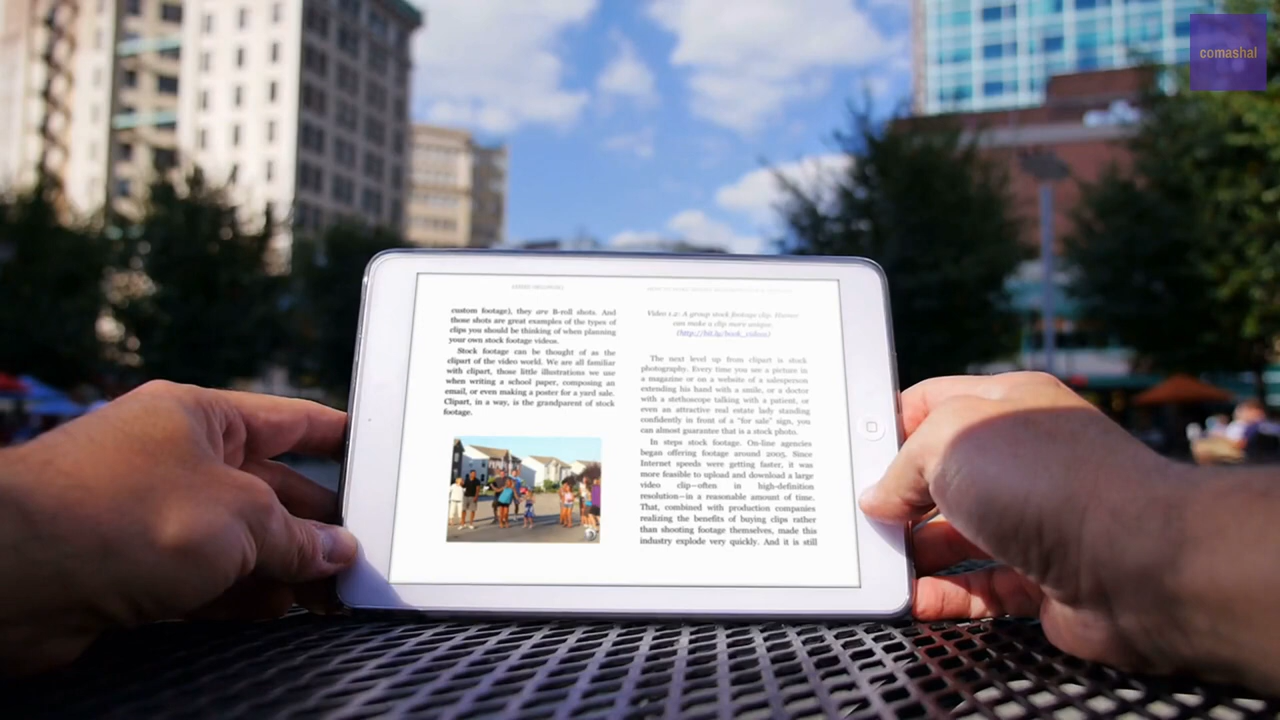 comashal
custom footage), they are B-roll shots. And
those shots are great examples of the types of
clips you should be thinking of when planning
your own stock footage videos.
Stock footage can be thought of as the
clipart of the video world. We are all familiar
with clipart, those little illustrations we use
when writing a school paper, composing an
email, or even making a poster for a yard sale.
Clipart, in a way, is the grandparent of stock
footage.
Video 1.2: A group stock footage clip. Humor
can make a clip more unique.
The next level up from clipart is stock
photography. Every time you see a picture in
a magazine or on a website of a salesperson
extending his hand with a smile, or a doctor
with a stethoscope talking with a patient, or
even an attractive real estate lady standing
confidently in front of a "for sale" sign, you
can almost guarantee that is a stock photo.
In steps stock footage. On-line agencies
began offering footage around 2005. Since
Internet speeds were getting faster, it was
more feasible to upload and download a large
video clip—often in high-definition
resolution—in a reasonable amount of time.
That, combined with production companies
realizing the benefits of buying clips rather
than shooting footage themselves, made this
industry explode very quickly. And it is still